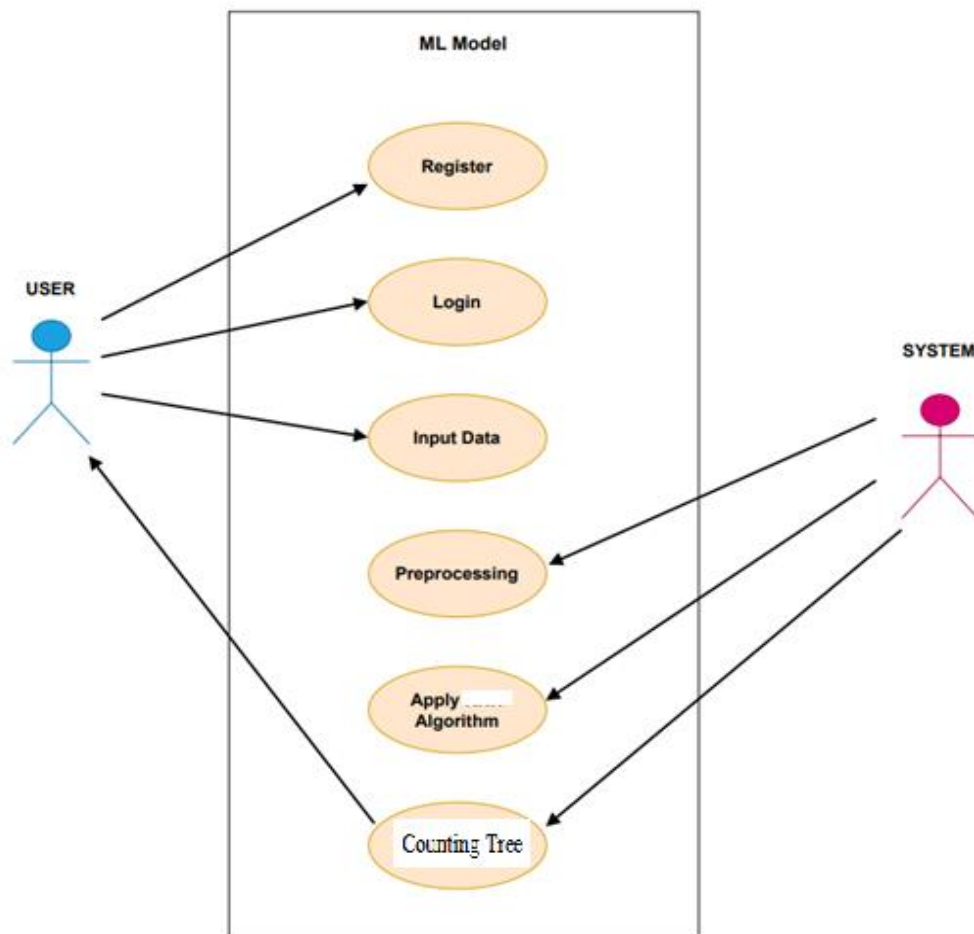 ML Model
Register
USER
Login
SYSTEM
Input Data
Preprocessing
Apply
Algorithm
Counting Tree